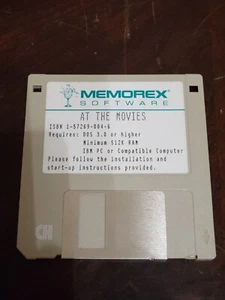 MEMOREX®
SOFTWARE
AT THE MOVIES
ISBN 1-57269-004-6
Requires: DOS 3.0 or higher
Minimum 512K RAM
IBM PC or Compatible Computer
Please follow the installation and
start-up instructions provided.